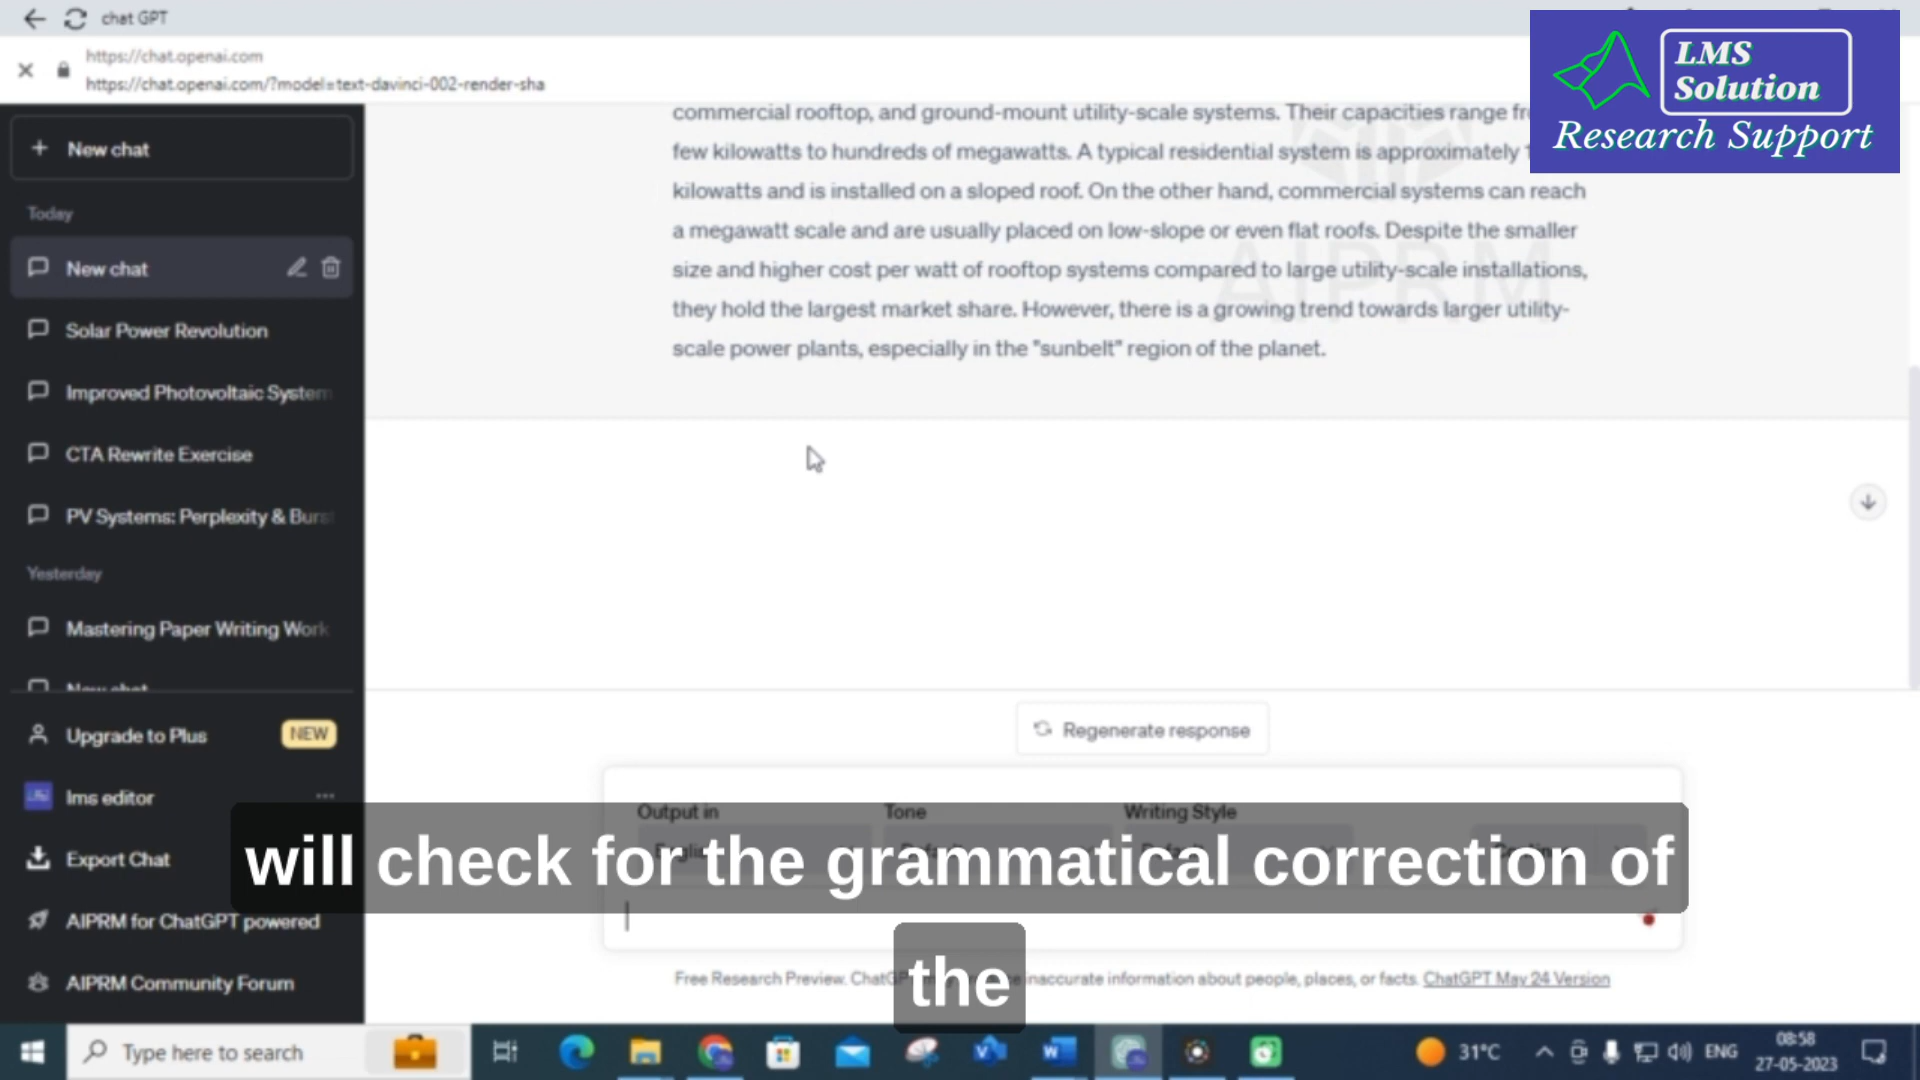 chat GPT
https://chat.openai.com
https://chat.openai.com/?model=text-davinci-002-render-sha
LMS
Solution
Research Support
New chat
Today
New chat
Solar Power Revolution
Improved Photovoltaic System
CTA Rewrite Exercise
PV Systems: Perplexity & Burs
Yesterday
Mastering Paper Writing Work
New chat
Upgrade to Plus NEW
lms editor
Export Chat
AIPRM for ChatGPT powered
AIPRM Community Forum
commercial rooftop, and ground-mount utility-scale systems. Their capacities range
few kilowatts to hundreds of megawatts. A typical residential system is approximately
kilowatts and is installed on a sloped roof. On the other hand, commercial systems can reach
a megawatt scale and are usually placed on low-slope or even flat roofs. Despite the smaller
size and higher cost per watt of rooftop systems compared to large utility-scale installations,
they hold the largest market share. However, there is a growing trend towards larger utility-
scale power plants, especially in the "sunbelt" region of the planet.
AIPRM
Regenerate response
Output in Tone Writing Style
will check for the grammatical correction of
the
Free Research Preview. inaccurate information about people, places, or facts. ChatGPT May 24 Version
Type here to search
31°C
ENG
08:58
27-05-2023